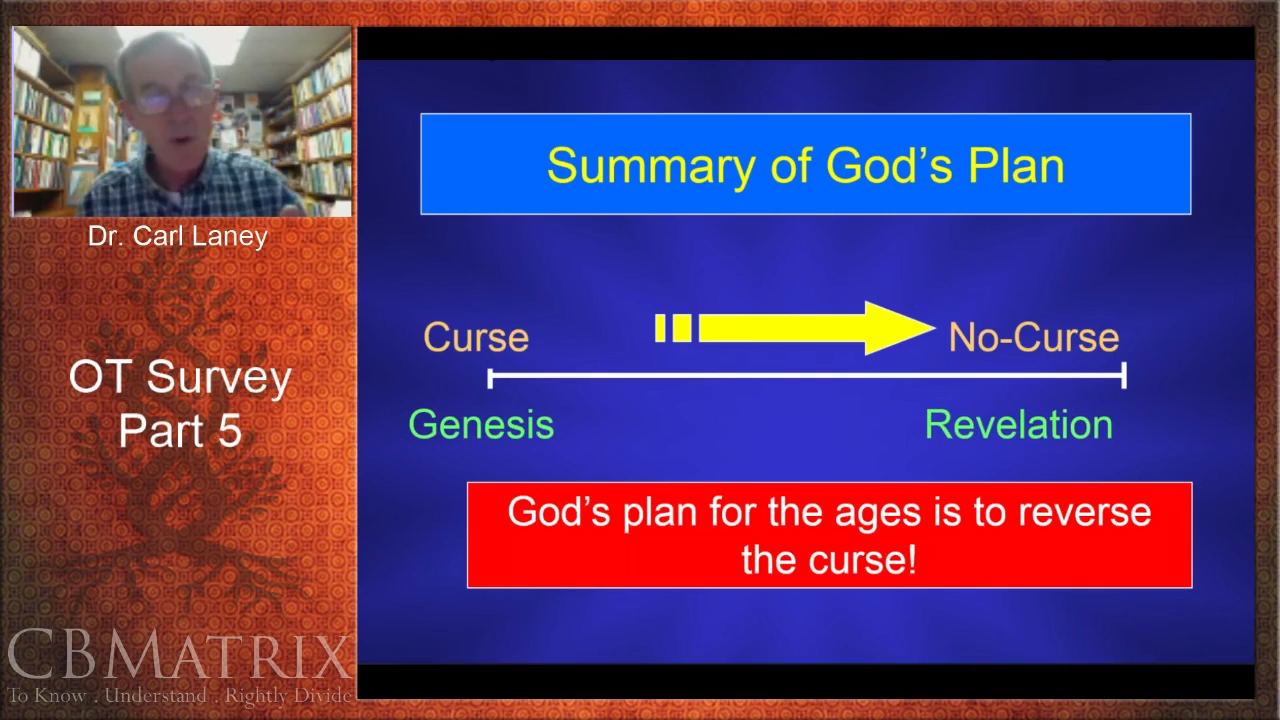 Dr. Carl Laney
OT Survey
Part 5
CBMATRIX
To Know . Understand . Rightly Divide
Summary of God's Plan
Curse
No-Curse
Genesis
Revelation
God's plan for the ages is to reverse
the curse!